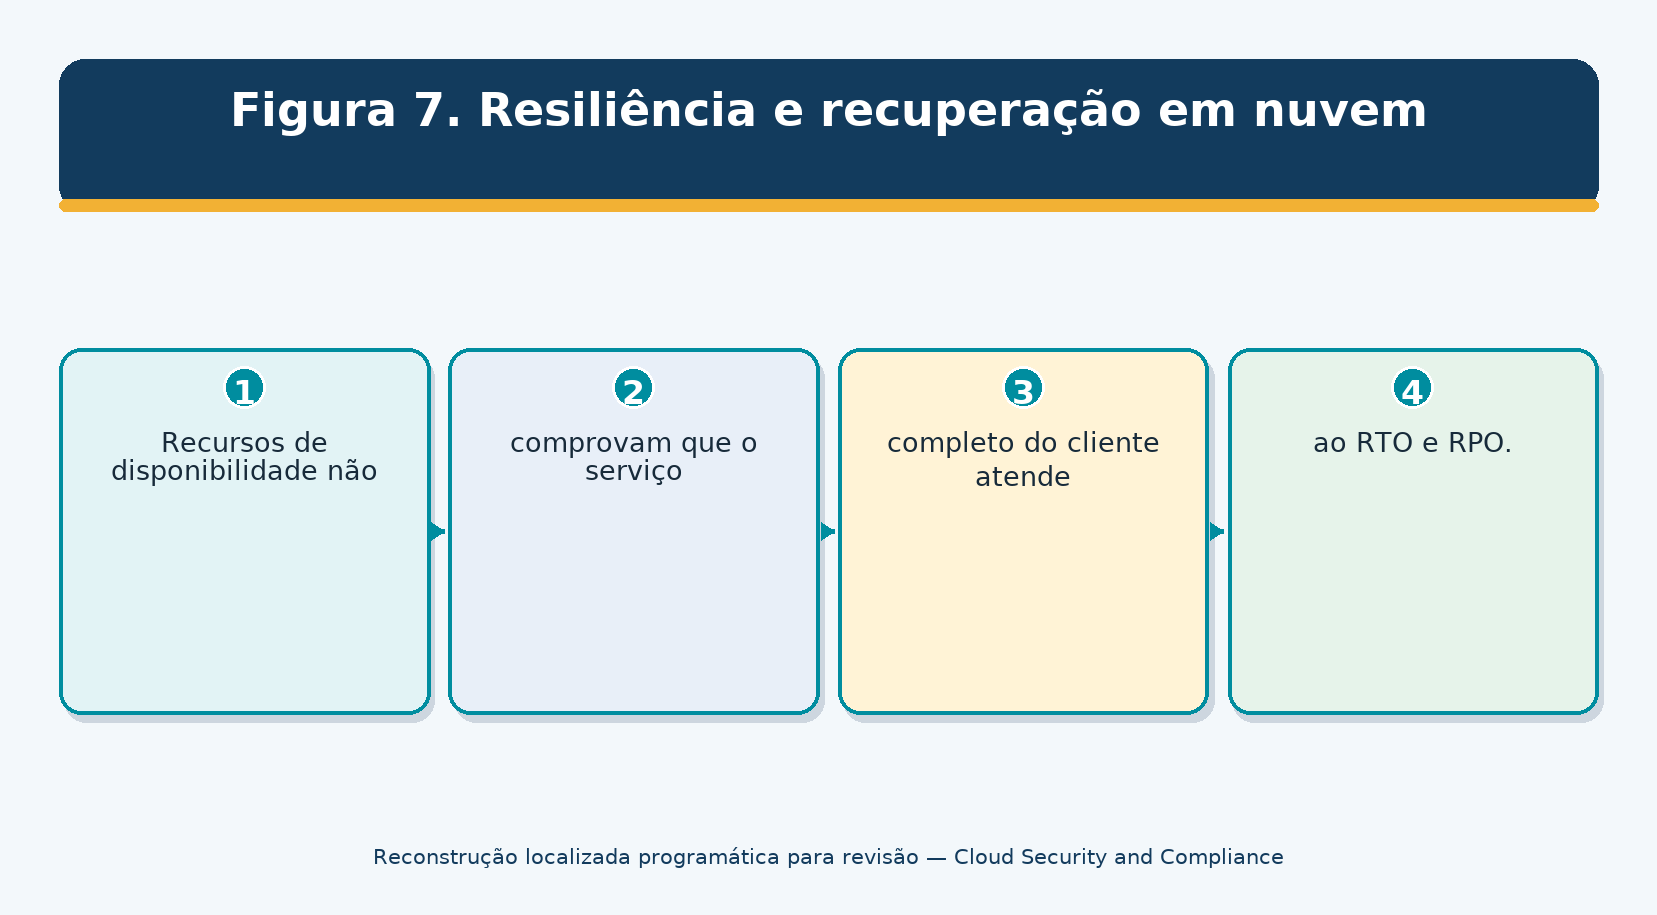 Figura 7. Resiliência e recuperação em nuvem
1
Recursos de
disponibilidade não
2
comprovam que o
serviço
3
completo do cliente
atende
4
ao RTO e RPO.
Reconstrução localizada programática para revisão — Cloud Security and Compliance